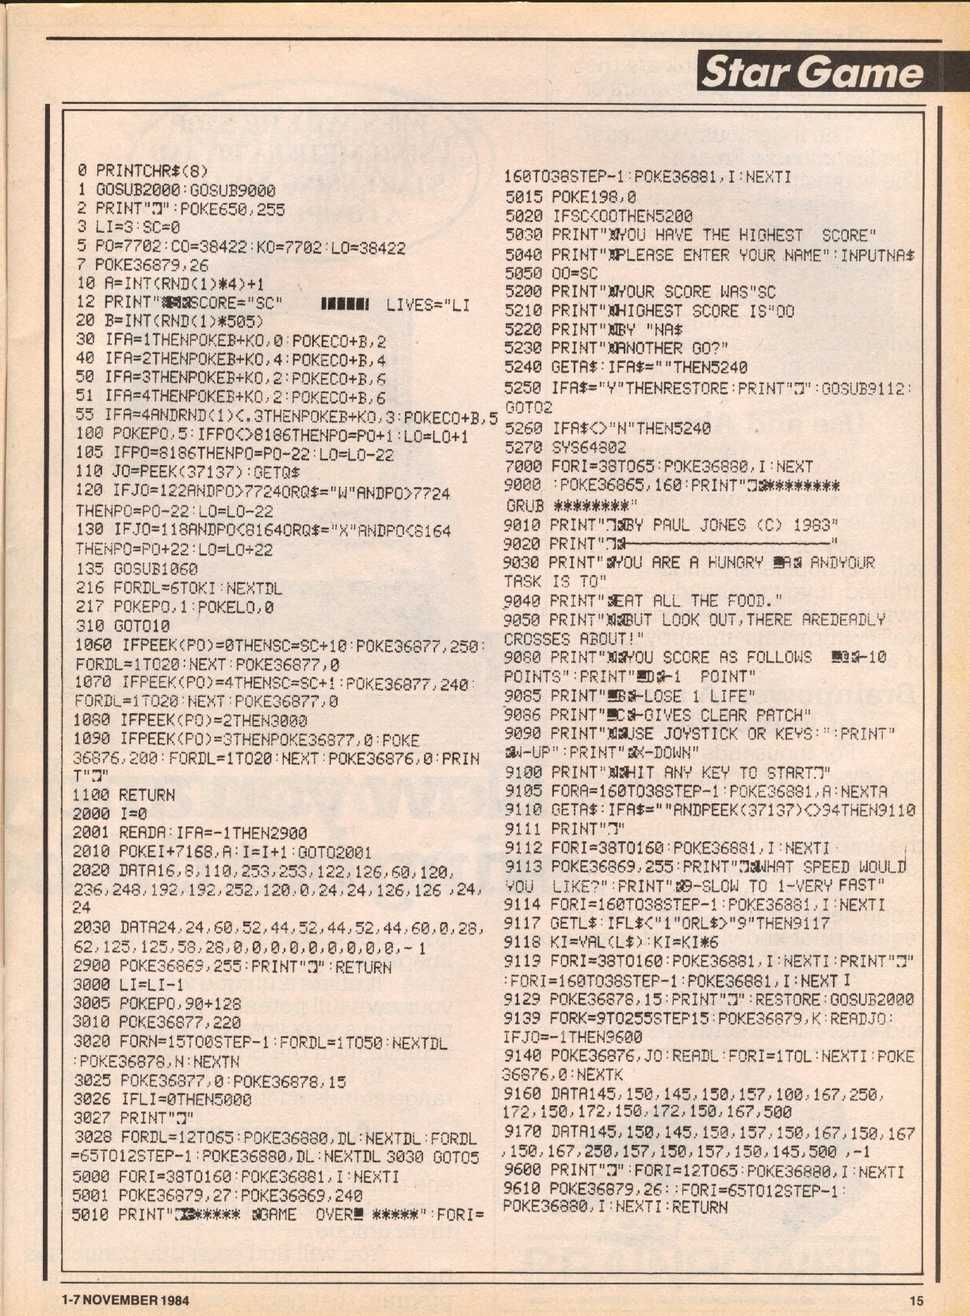 Star Game
0 PRINTCHR$(8)
1 GOSUB2000:GOSUB9000
2 PRINT"":POKE650,255
3 LI=3:SC=0
5 PO=7702:CO=38422:KO=7702:LO=38422
7 POKE36879,26
10 A=INT(RND(1)*4)+1
12 PRINT"SCORE="SC" LIVES="LI
20 B=INT(RND(1)*505)
30 IFA=1THENPOKEB+KO,0:POKECO+B,2
40 IFA=2THENPOKEB+KO,4:POKECO+B,4
50 IFA=3THENPOKEB+KO,2:POKECO+B,6
51 IFA=4THENPOKEB+KO,2:POKECO+B,6
55 IFA=4ANDRND(1)<.3THENPOKEB+KO,3:POKECO+B,5
100 POKEPO,5:IFPO<>8186THENPO=PO+1:LO=LO+1
105 IFPO=8186THENPO=PO-22:LO=LO-22
110 JO=PEEK(37137):GETQ$
120 IFJO=122ANDPO>7724ORQ$="W"ANDPO>7724
THENPO=PO-22:LO=LO-22
130 IFJO=118ANDPO<8164ORQ$="X"ANDPO<8164
THENPO=PO+22:LO=LO+22
135 GOSUB1060
216 FORDL=6TOKI:NEXTDL
217 POKEPO,1:POKELO,0
310 GOTO10
1060 IFPEEK(PO)=0THENSC=SC+10:POKE36877,250:
FORDL=1TO20:NEXT:POKE36877,0
1070 IFPEEK(PO)=4THENSC=SC+1:POKE36877,240:
FORDL=1TO20:NEXT:POKE36877,0
1080 IFPEEK(PO)=2THEN3000
1090 IFPEEK(PO)=3THENPOKE36877,0:POKE
36876,200:FORDL=1TO20:NEXT:POKE36876,0:PRIN
T""
1100 RETURN
2000 I=0
2001 READA:IFA=-1THEN2900
2010 POKEI+7168,A:I=I+1:GOTO2001
2020 DATA16,8,110,253,253,122,126,60,120,
236,248,192,192,252,120,0,24,24,126,126 ,24,
24
2030 DATA24,24,60,52,44,52,44,52,44,60,0,28,
62,125,125,58,28,0,0,0,0,0,0,0,0,- 1
2900 POKE36869,255:PRINT"":RETURN
3000 LI=LI-1
3005 POKEPO,90+128
3010 POKE36877,220
3020 FORN=15TO0STEP-1:FORDL=1TO50:NEXTDL
:POKE36878,N:NEXTN
3025 POKE36877,0:POKE36878,15
3026 IFLI=0THEN5000
3027 PRINT""
3028 FORDL=12TO65:POKE36880,DL:NEXTDL:FORDL
=65TO12STEP-1:POKE36880,DL:NEXTDL 3030 GOTO5
5000 FORI=38TO160:POKE36881,I:NEXTI
5001 POKE36879,27:POKE36869,240
5010 PRINT"***** GAME OVER *****":FORI=
160TO38STEP-1:POKE36881,I:NEXTI
5015 POKE198,0
5020 IFSC<OOTHEN5200
5030 PRINT"YOU HAVE THE HIGHEST SCORE"
5040 PRINT"PLEASE ENTER YOUR NAME":INPUTNA$
5050 OO=SC
5200 PRINT"YOUR SCORE WAS"SC
5210 PRINT"HIGHEST SCORE IS"OO
5220 PRINT"BY "NA$
5230 PRINT"ANOTHER GO?"
5240 GETA$:IFA$=""THEN5240
5250 IFA$="Y"THENRESTORE:PRINT"":GOSUB9112:
GOTO2
5260 IFA$<>"N"THEN5240
5270 SYS64802
7000 FORI=38TO65:POKE36880,I:NEXT
9000 :POKE36865,160:PRINT"********
GRUB ********"
9010 PRINT"BY PAUL JONES (C) 1983"
9020 PRINT"————————————————————"
9030 PRINT"YOU ARE A HUNGRY A ANDYOUR
TASK IS TO"
9040 PRINT"EAT ALL THE FOOD."
9050 PRINT"BUT LOOK OUT,THERE AREDEADLY
CROSSES ABOUT!"
9080 PRINT"YOU SCORE AS FOLLOWS @-10
POINTS":PRINT"D-1 POINT"
9085 PRINT"B-LOSE 1 LIFE"
9086 PRINT"C-GIVES CLEAR PATCH"
9090 PRINT"USE JOYSTICK OR KEYS:":PRINT"
W-UP":PRINT"X-DOWN"
9100 PRINT"HIT ANY KEY TO START"
9105 FORA=160TO38STEP-1:POKE36881,A:NEXTA
9110 GETA$:IFA$=""ANDPEEK(37137)<>94THEN9110
9111 PRINT""
9112 FORI=38TO160:POKE36881,I:NEXTI
9113 POKE36869,255:PRINT"WHAT SPEED WOULD
YOU LIKE?":PRINT"9-SLOW TO 1-VERY FAST"
9114 FORI=160TO38STEP-1:POKE36881,I:NEXTI
9117 GETL$:IFL$<"1"ORL$>"9"THEN9117
9118 KI=VAL(L$):KI=KI*6
9119 FORI=38TO160:POKE36881,I:NEXTI:PRINT""
:FORI=160TO38STEP-1:POKE36881,I:NEXT I
9129 POKE36878,15:PRINT"":RESTORE:GOSUB2000
9139 FORK=9TO255STEP15:POKE36879,K:READJO:
IFJO=-1THEN9600
9140 POKE36876,JO:READL:FORI=1TOL:NEXTI:POKE
36876,0:NEXTK
9160 DATA145,150,145,150,157,100,167,250,
172,150,172,150,172,150,167,500
9170 DATA145,150,145,150,157,150,167,150,167
,150,167,250,157,150,157,150,145,500 ,-1
9600 PRINT"":FORI=12TO65:POKE36880,I:NEXTI
9610 POKE36879,26::FORI=65TO12STEP-1:
POKE36880,I:NEXTI:RETURN
1-7 NOVEMBER 1984
15